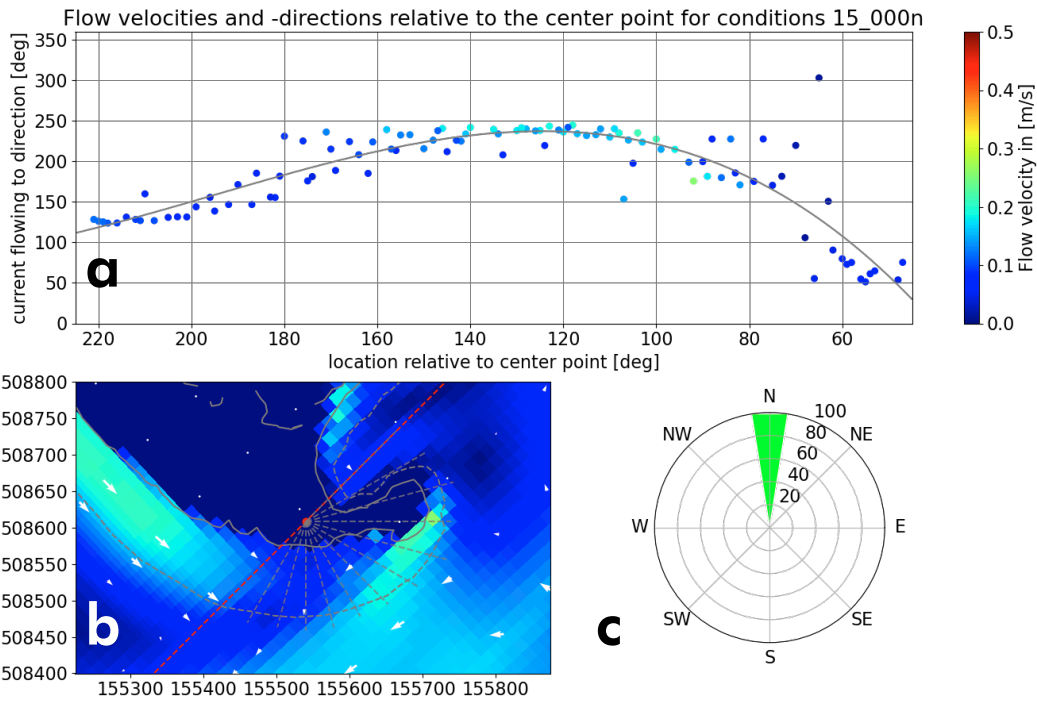 Flow velocities and -directions relative to the center point for conditions 15_000n
current flowing to direction [deg]
350
300
250
200
150
100
50
0
a
220 200 180 160 140 120 100 80 60
location relative to center point [deg]
0.5
0.4
0.3
0.2
0.1
0.0
Flow velocity in [m/s]
508800
508750
508700
508650
508600
508550
508500
508450
508400
b
155300 155400 155500 155600 155700 155800
c
N
NE
E
SE
S
SW
W
NW
100
80
60
40
20